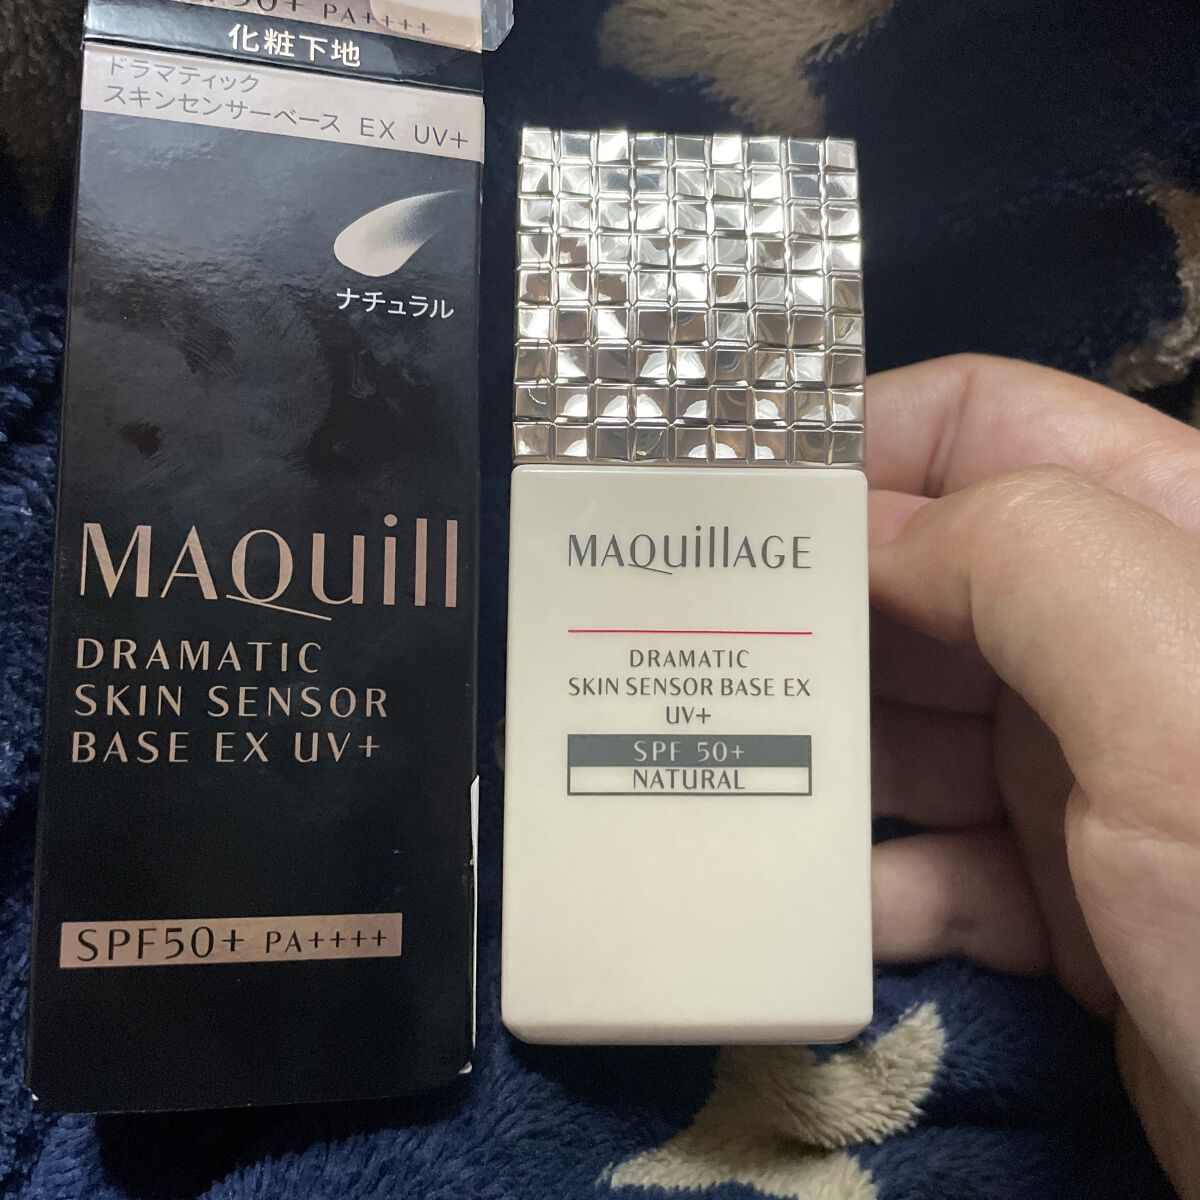 50+ PA++++
化粧下地
ドラマティック
スキンセンサーベース EX UV+
ナチュラル
MAQuill
DRAMATIC
SKIN SENSOR
BASE EX UV+
SPF50+ PA++++
MAQuillAGE
DRAMATIC
SKIN SENSOR BASE EX
UV+
SPF 50+
NATURAL